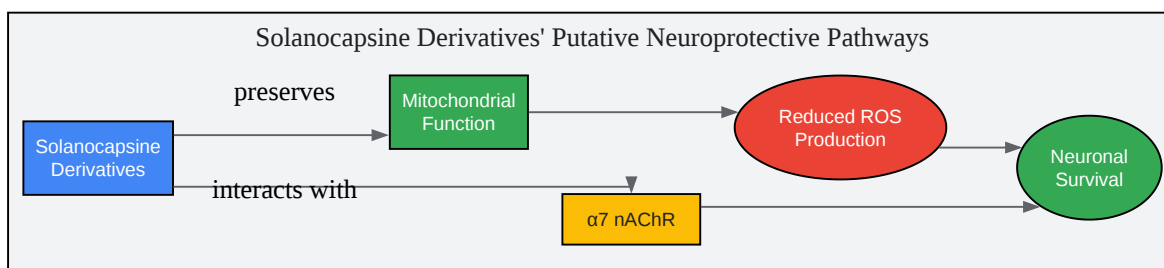 Solanocapsine Derivatives' Putative Neuroprotective Pathways
preserves
Mitochondrial
Function
Reduced ROS
Production
Solanocapsine
Derivatives
Neuronal
Survival
interacts with
α7 nAChR